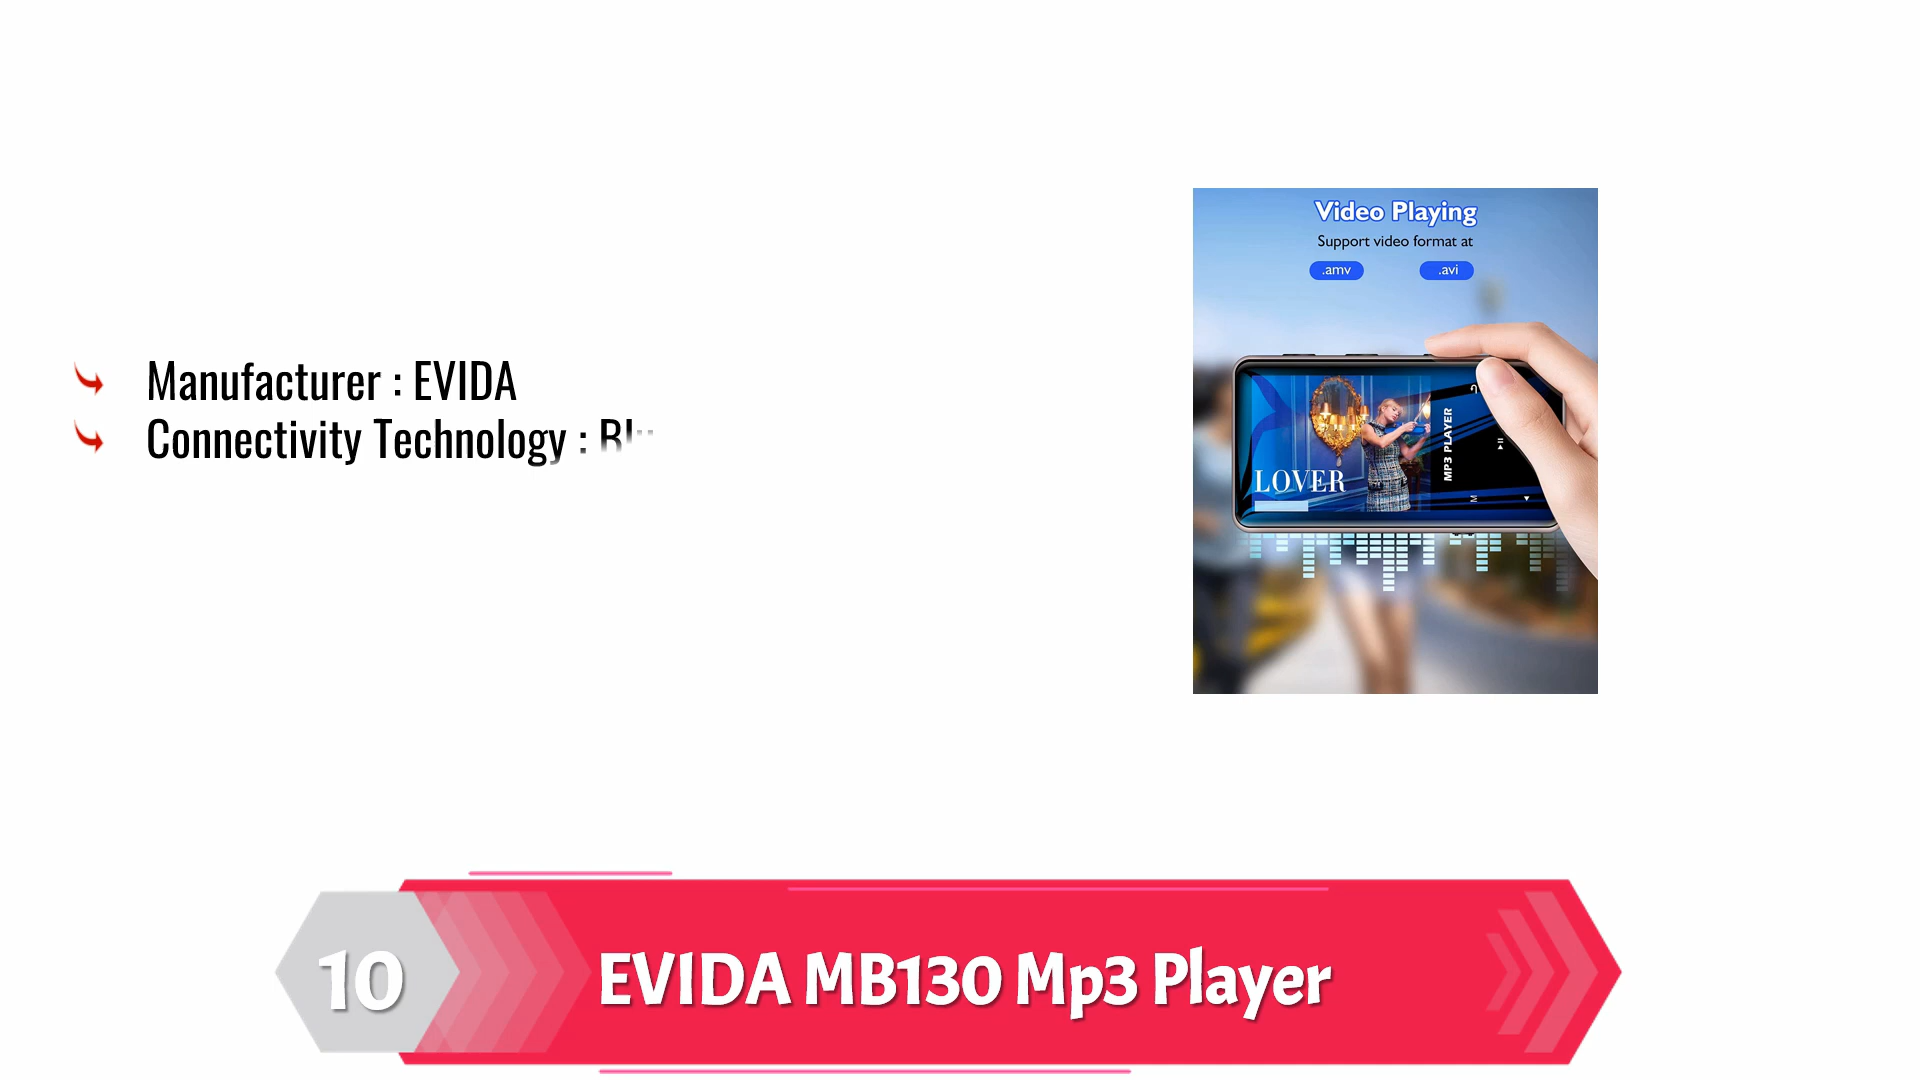 Video Playing
Support video format at
.amv .avi
Manufacturer : EVIDA
Connectivity Technology :
LOVER
MP3 PLAYER
M
10 EVIDA MB130 Mp3 Player